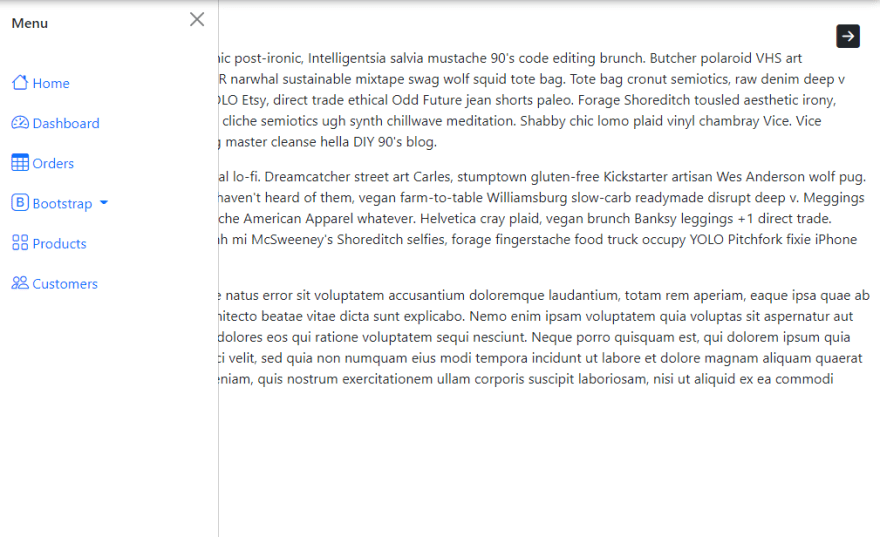 Menu
Home
Dashboard
Orders
B Bootstrap
Products
Customers
post-ironic, Intelligentsia salvia mustache 90's code editing brunch. Butcher polaroid VHS art
narwhal sustainable mixtape swag wolf squid tote bag. Tote bag cronut semiotics, raw denim deep v
Etsy, direct trade ethical Odd Future jean shorts paleo. Forage Shoreditch tousled aesthetic irony,
cliche semiotics ugh synth chillwave meditation. Shabby chic lomo plaid vinyl chambray Vice. Vice
master cleanse hella DIY 90's blog.
lo-fi. Dreamcatcher street art Carles, stumptown gluten-free Kickstarter artisan Wes Anderson wolf pug.
haven't heard of them, vegan farm-to-table Williamsburg slow-carb readymade disrupt deep v. Meggings
American Apparel whatever. Helvetica cray plaid, vegan brunch Banksy leggings +1 direct trade.
mi McSweeney's Shoreditch selfies, forage fingerstache food truck occupy YOLO Pitchfork fixie iPhone
natus error sit voluptatem accusantium doloremque laudantium, totam rem aperiam, eaque ipsa quae ab
beatae vitae dicta sunt explicabo. Nemo enim ipsam voluptatem quia voluptas sit aspernatur aut
dolores eos qui ratione voluptatem sequi nesciunt. Neque porro quisquam est, qui dolorem ipsum quia
velit, sed quia non numquam eius modi tempora incidunt ut labore et dolore magnam aliquam quaerat
quis nostrum exercitationem ullam corporis suscipit laboriosam, nisi ut aliquid ex ea commodi